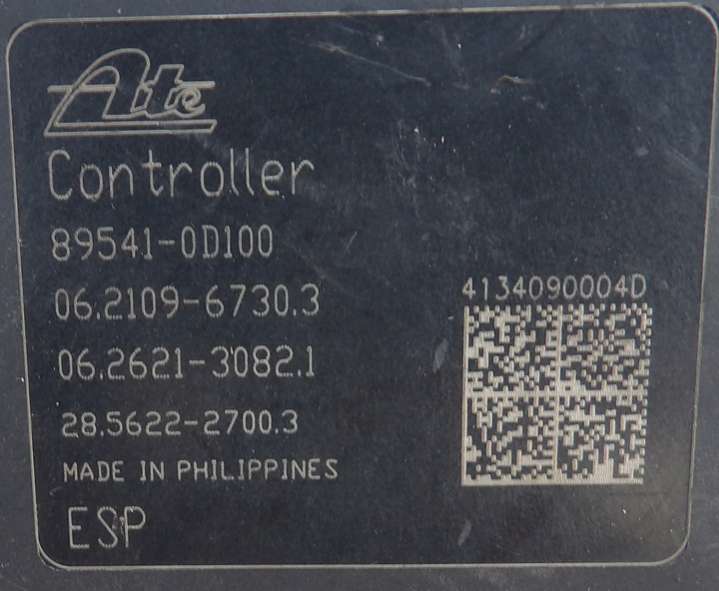 Ate
Controller
89541-0D100
06.2109-6730.3
4134090004D
06.2621-3082.1
28.5622-2700.3
MADE IN PHILIPPINES
ESP